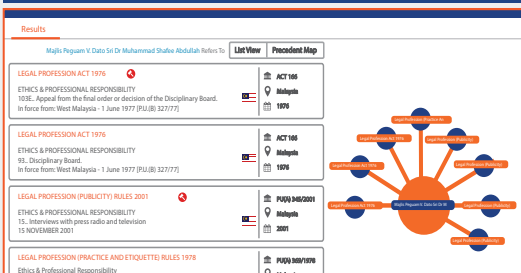 Results
Majlis Peguam V. Dato Sri Dr Muhammad Shafee Abdullah Refers To
List View
Precedent Map
LEGAL PROFESSION ACT 1976
ETHICS & PROFESSIONAL RESPONSIBILITY
103E.. Appeal from the final order or decision of the Disciplinary Board.
In force from: West Malaysia - 1 June 1977 [P.U.(B) 327/77]
ACT 166
Malaysia
1976
LEGAL PROFESSION ACT 1976
ETHICS & PROFESSIONAL RESPONSIBILITY
93.. Disciplinary Board.
In force from: West Malaysia - 1 June 1977 [P.U.(B) 327/77]
ACT 166
Malaysia
1976
LEGAL PROFESSION (PUBLICITY) RULES 2001
ETHICS & PROFESSIONAL RESPONSIBILITY
15.. Interviews with press radio and television
15 NOVEMBER 2001
PU(A) 345/2001
Malaysia
2001
LEGAL PROFESSION (PRACTICE AND ETIQUETTE) RULES 1978
Ethics & Professional Responsibility
PU(A) 369/1978
Legal Profession (Practice An
Legal Profession ACT 1976
Legal Profession (Publicity)
Legal Profession ACT 1976
Legal Profession (Publicity)
Legal Profession ACT 1976
Majlis Peguam V. Dato Sri Dr M
Legal Profession (Publicity)
Legal Profession (Publicity)